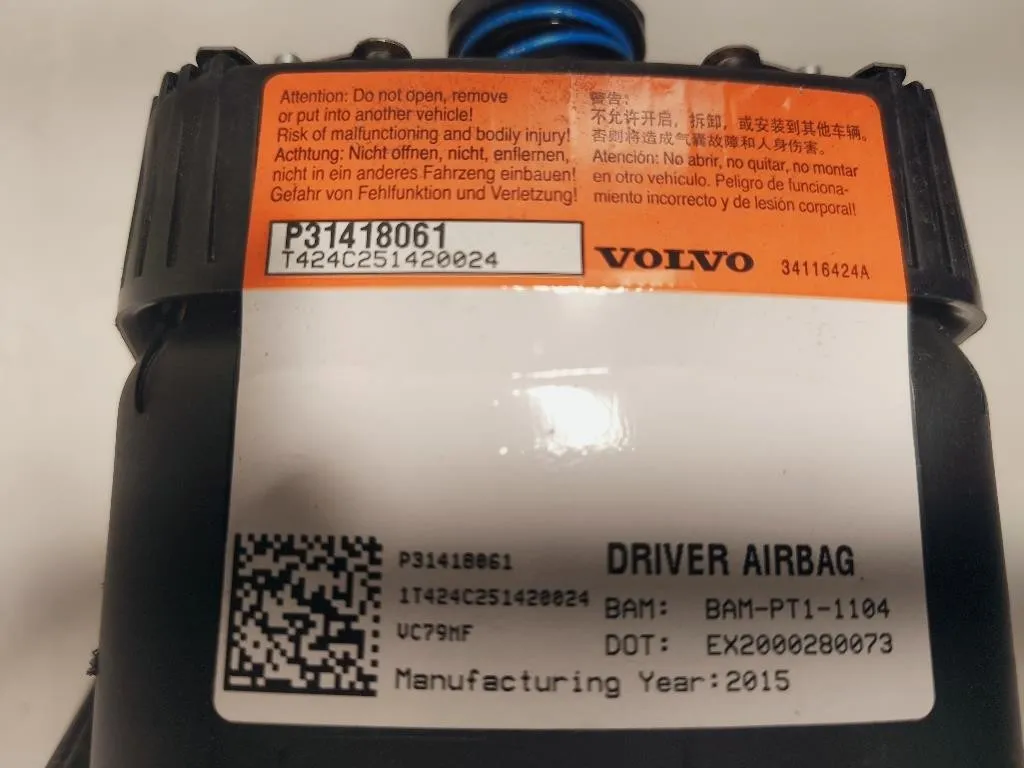 Attention: Do not open, remove
or put into another vehicle!
Risk of malfunctioning and bodily injury!
Achtung: Nicht öffnen, nicht, enflernen,
nicht in ein anderes Fahrzeng einbauen!
Gefahr von Fehlfunktion und Verletzung!
警告:
不允许开启，拆卸，或安装到其他车辆。
否则将造成气囊故障和人身伤害。
Atención: No abrir, no quitar, no montar
en otro vehículo. Peligro de funciona-
miento incorrecto y de lesión corporal!
P31418061
T424C251420024
VOLVO
34116424A
P31418061
1T424C251420024
VC79MF
DRIVER AIRBAG
BAM: BAM-PT1-1104
DOT: EX2000280073
Manufacturing Year:2015